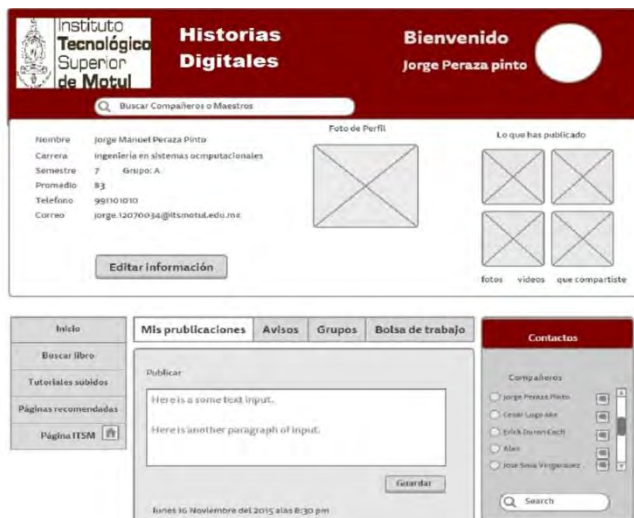 Instituto
Tecnológico
Superior
de Motul
Historias
Digitales
Bienvenido
Jorge Peraza pinto
Buscar Compañeros o Maestros
Nombre Jorge Manuel Peraza Pinto
Carrera ingeniería en sistemas ocmputacionales
Semestre 7 Grupo: A
Promedio 83
Telefono 991101010
Correo jorge.12070034@itsmotul.edu.mx
Editar información
Foto de Perfil
Lo que has publicado
fotos videos que compartiste
Inicio
Buscar libro
Tutoriales subidos
Páginas recomendadas
Página ITSM
Mis prublicaciones Avisos Grupos Bolsa de trabajo
Publicar
Here is a some text input.
Here is another paragraph of input.
Guardar
lunes 16 Noviembre del 2015 alas 8:30 pm
Contactos
Compañeros
Jorge Peraza Pinto
Cesar Lugo
Erick Duran
Alan
Jose
Search